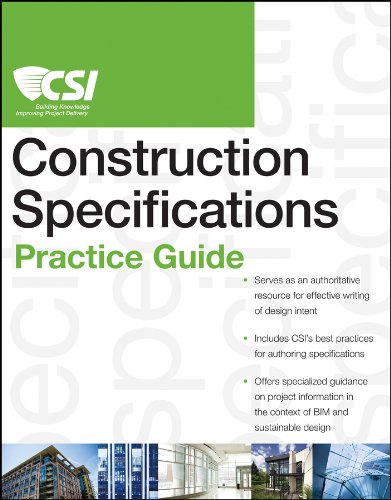 CSI
Building Knowledge
Improving Project Delivery
Construction
Specifications
Practice Guide
• Serves as an authoritative
resource for effective writing
of design intent
• Includes CSI's best practices
for authoring specifications
• Offers specialized guidance
on project information in
the context of BIM and
sustainable design